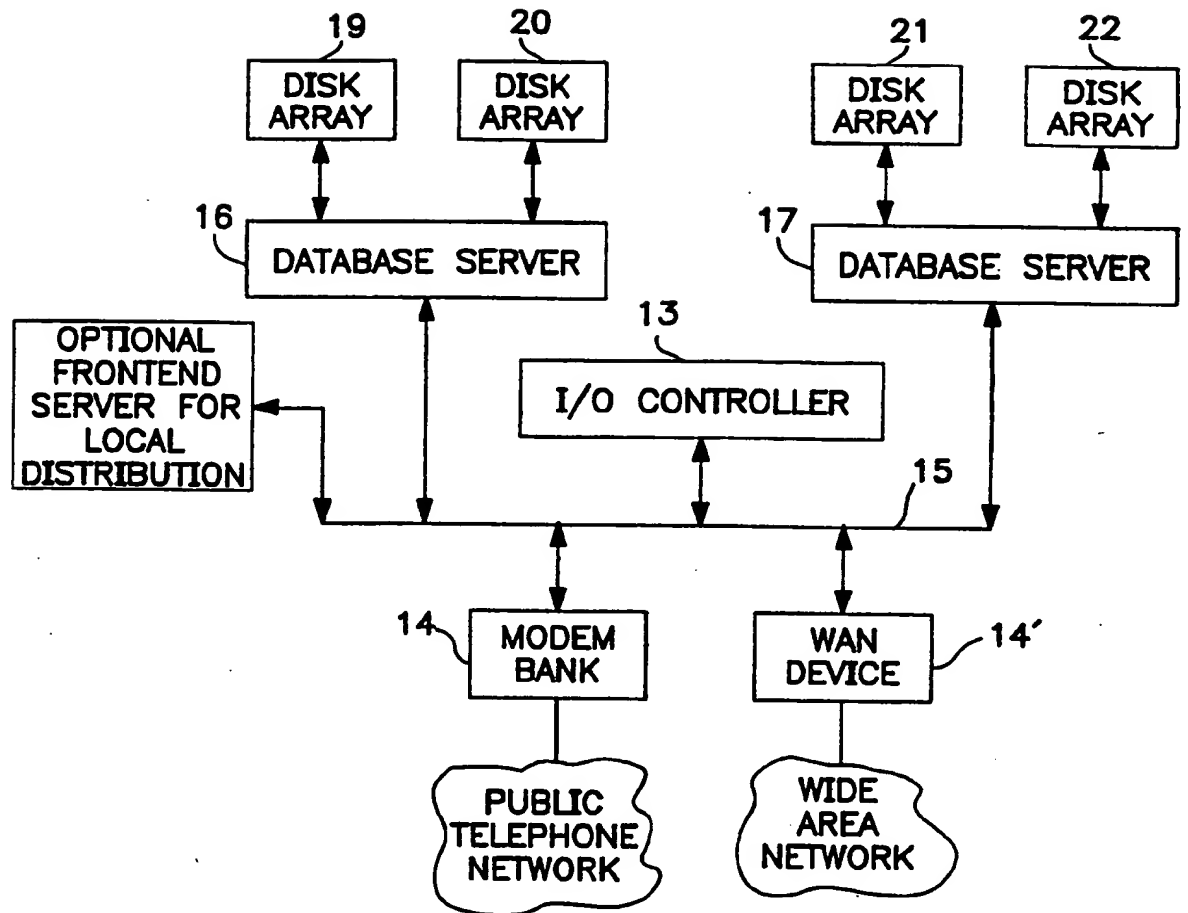 19
20
21
22
DISK
ARRAY
DISK
ARRAY
DISK
ARRAY
DISK
ARRAY
16
DATABASE SERVER
17
DATABASE SERVER
OPTIONAL
FRONTEND
SERVER FOR
LOCAL
DISTRIBUTION
13
I/O CONTROLLER
15
14
MODEM
BANK
WAN
DEVICE
14′
PUBLIC
TELEPHONE
NETWORK
WIDE
AREA
NETWORK